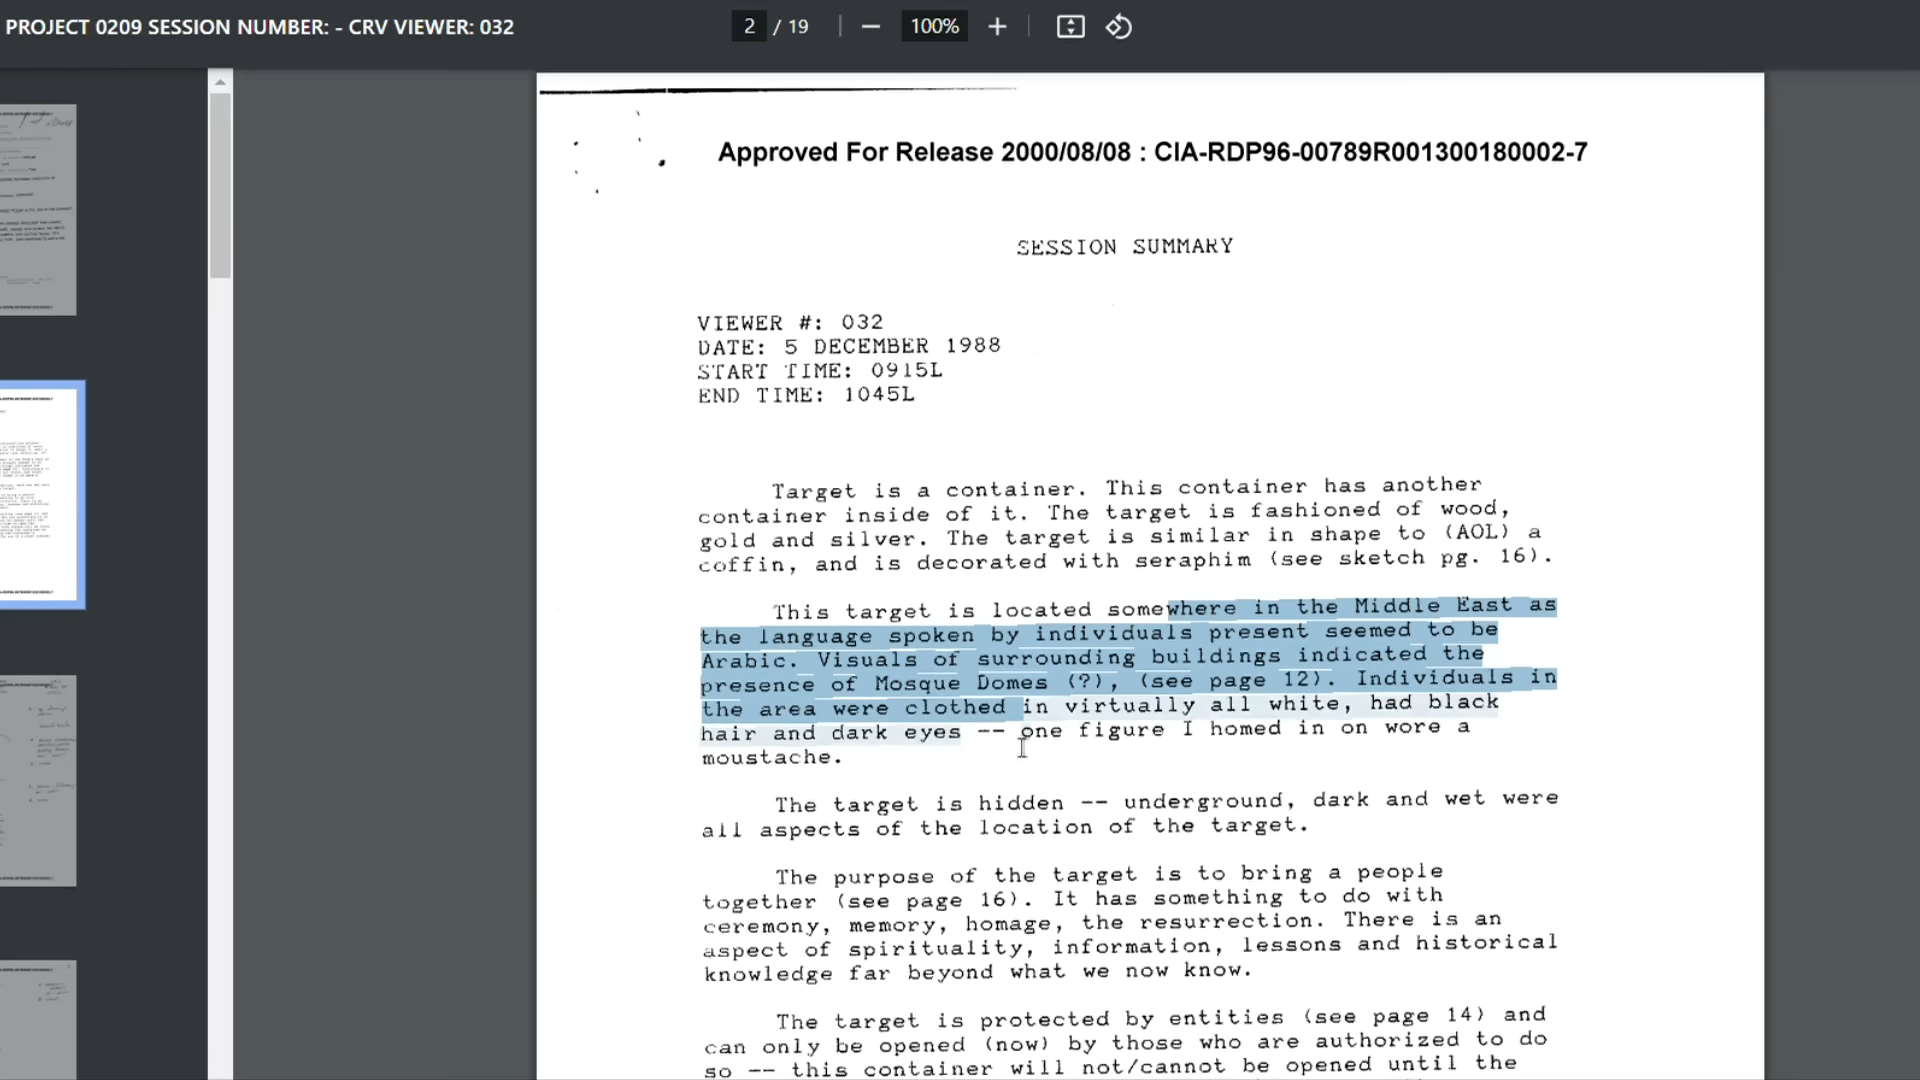 PROJECT 0209 SESSION NUMBER: - CRV VIEWER: 032
2 / 19
100%
Approved For Release 2000/08/08 : CIA-RDP96-00789R001300180002-7
SESSION SUMMARY
VIEWER #: 032
DATE: 5 DECEMBER 1988
START TIME: 0915L
END TIME: 1045L
Target is a container. This container has another
container inside of it. The target is fashioned of wood,
gold and silver. The target is similar in shape to (AOL) a
coffin, and is decorated with seraphim (see sketch pg. 16).
This target is located somewhere in the Middle East as
the language spoken by individuals present seemed to be
Arabic. Visuals of surrounding buildings indicated the
presence of Mosque Domes (?), (see page 12). Individuals in
the area were clothed in virtually all white, had black
hair and dark eyes -- one figure I homed in on wore a
moustache.
The target is hidden -- underground, dark and wet were
all aspects of the location of the target.
The purpose of the target is to bring a people
together (see page 16). It has something to do with
ceremony, memory, homage, the resurrection. There is an
aspect of spirituality, information, lessons and historical
knowledge far beyond what we now know.
The target is protected by entities (see page 14) and
can only be opened (now) by those who are authorized to do
so -- this container will not/cannot be opened until the